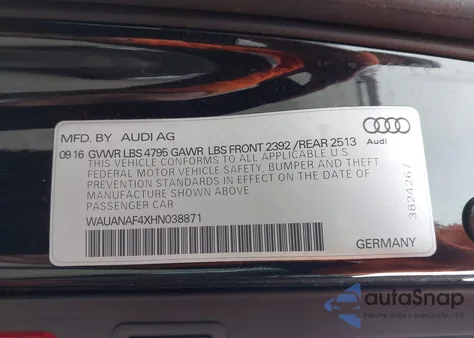 MFD. BY AUDI AG
09 16 GVWR LBS 4795 GAWR LBS FRONT 2392 /REAR 2513
THIS VEHICLE CONFORMS TO ALL APPLICABLE U.S.
FEDERAL MOTOR VEHICLE SAFETY, BUMPER AND THEFT
PREVENTION STANDARDS IN EFFECT ON THE DATE OF
MANUFACTURE SHOWN ABOVE
PASSENGER CAR
WAUANAF4XHN038871
Audi
3824267
GERMANY
autoSnap